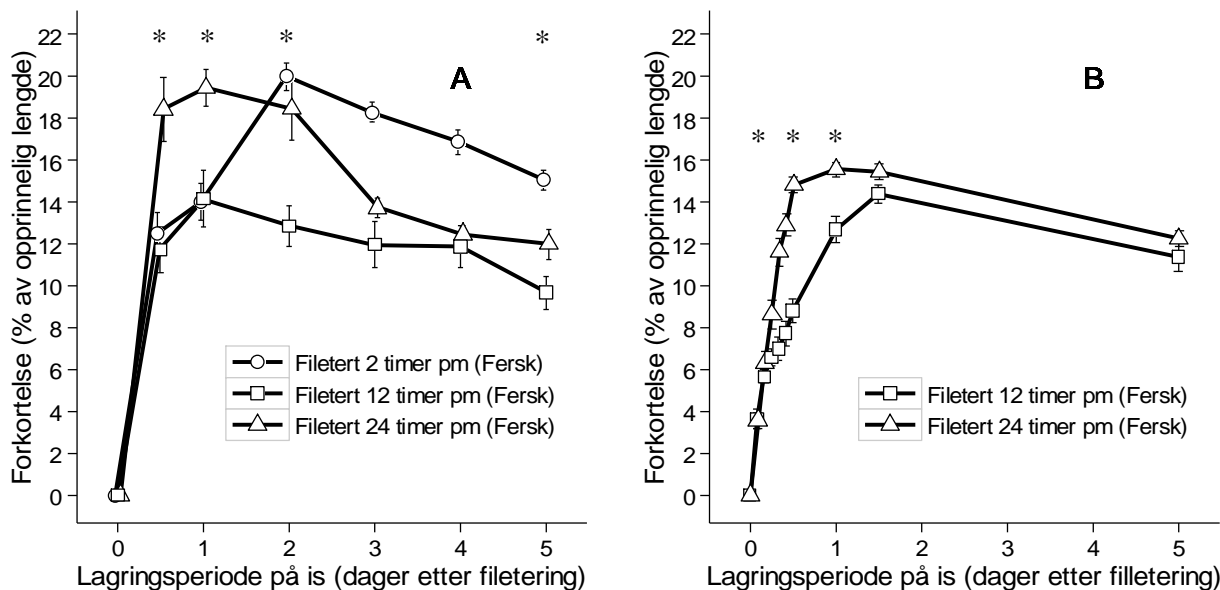 Forkortelse (% av opprinnelig lengde)
22
20
18
16
14
12
10
8
6
4
2
0
* * * *
A
Filetert 2 timer pm (Fersk)
Filetert 12 timer pm (Fersk)
Filetert 24 timer pm (Fersk)
0 1 2 3 4 5
Lagringsperiode på is (dager etter filetering)
Forkortelse (% av opprinnelig lengde)
22
20
18
16
14
12
10
8
6
4
2
0
B
* * *
Filetert 12 timer pm (Fersk)
Filetert 24 timer pm (Fersk)
0 1 2 3 4 5
Lagringsperiode på is (dager etter filletering)